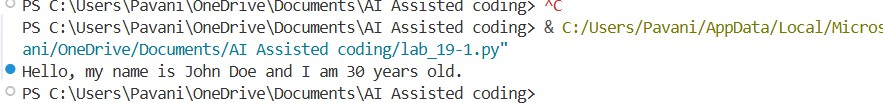 PS C:\Users\Pavani\OneDrive\Documents\AI Assisted coding> ^C
PS C:\Users\Pavani\OneDrive\Documents\AI Assisted coding> & C:/Users/Pavani/AppData/Local/Micros
ani/OneDrive/Documents/AI Assisted coding/lab_19-1.py"
Hello, my name is John Doe and I am 30 years old.
PS C:\Users\Pavani\OneDrive\Documents\AI Assisted coding>